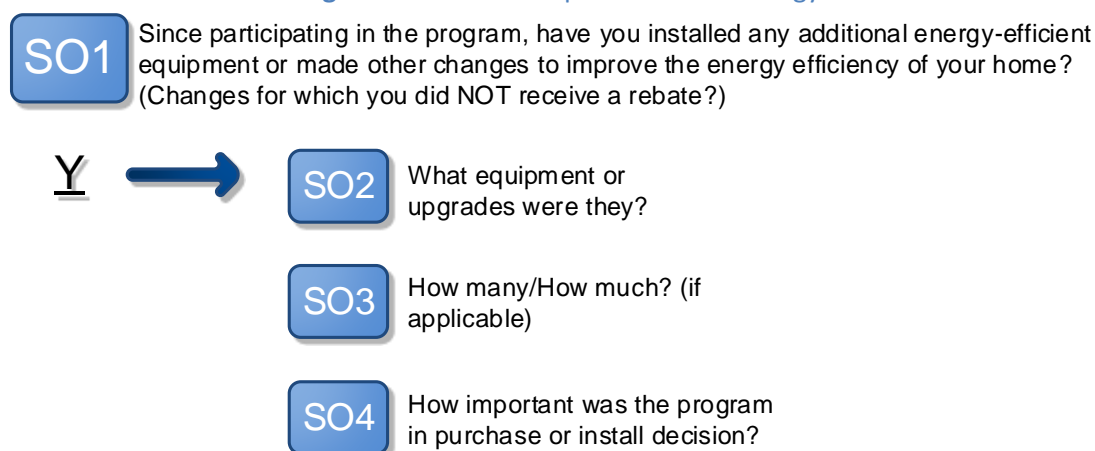 SO1
Since participating in the program, have you installed any additional energy-efficient
equipment or made other changes to improve the energy efficiency of your home?
(Changes for which you did NOT receive a rebate?)
Y
SO2
What equipment or
upgrades were they?
SO3
How many/How much? (if
applicable)
SO4
How important was the program
in purchase or install decision?